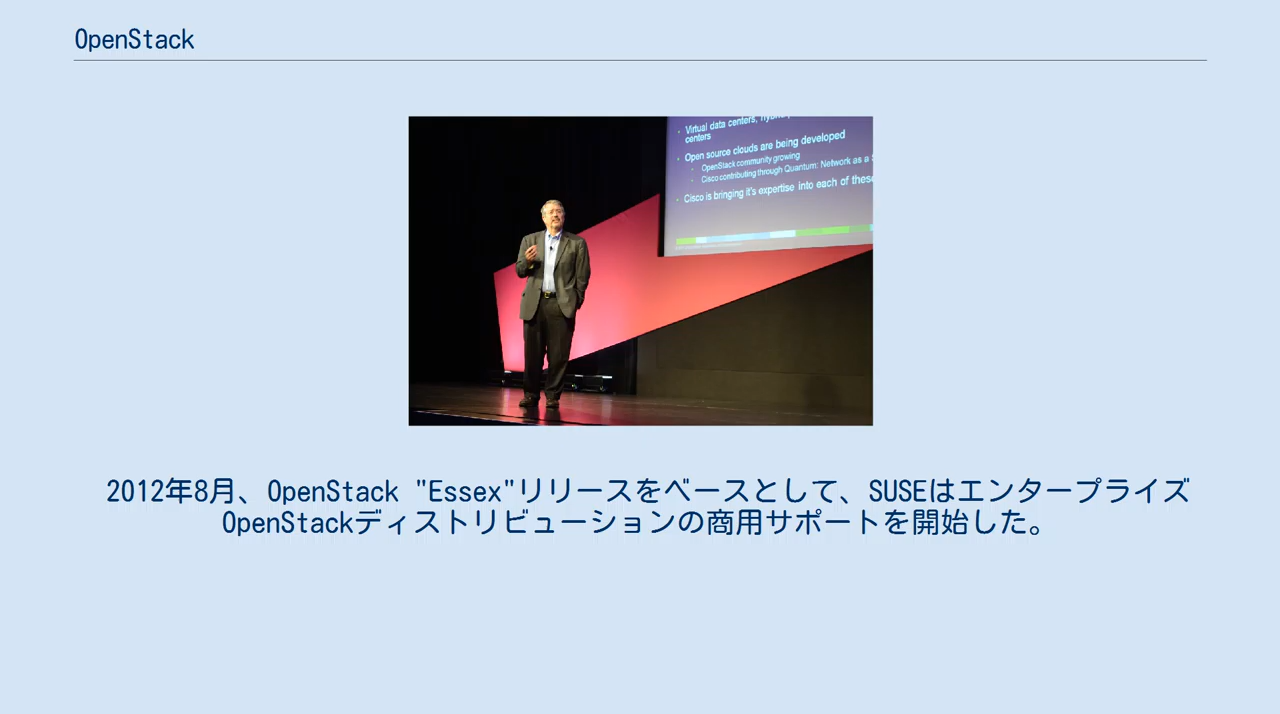 OpenStack
Virtual data centers,
centers
Open source clouds are being developed
OpenStack community growing
Cisco contributing through Quantum: Network as a
Cisco is bringing it's expertise into each of these
2012年8月、OpenStack "Essex"リリースをベースとして、SUSEはエンタープライズ
OpenStackディストリビューションの商用サポートを開始した。